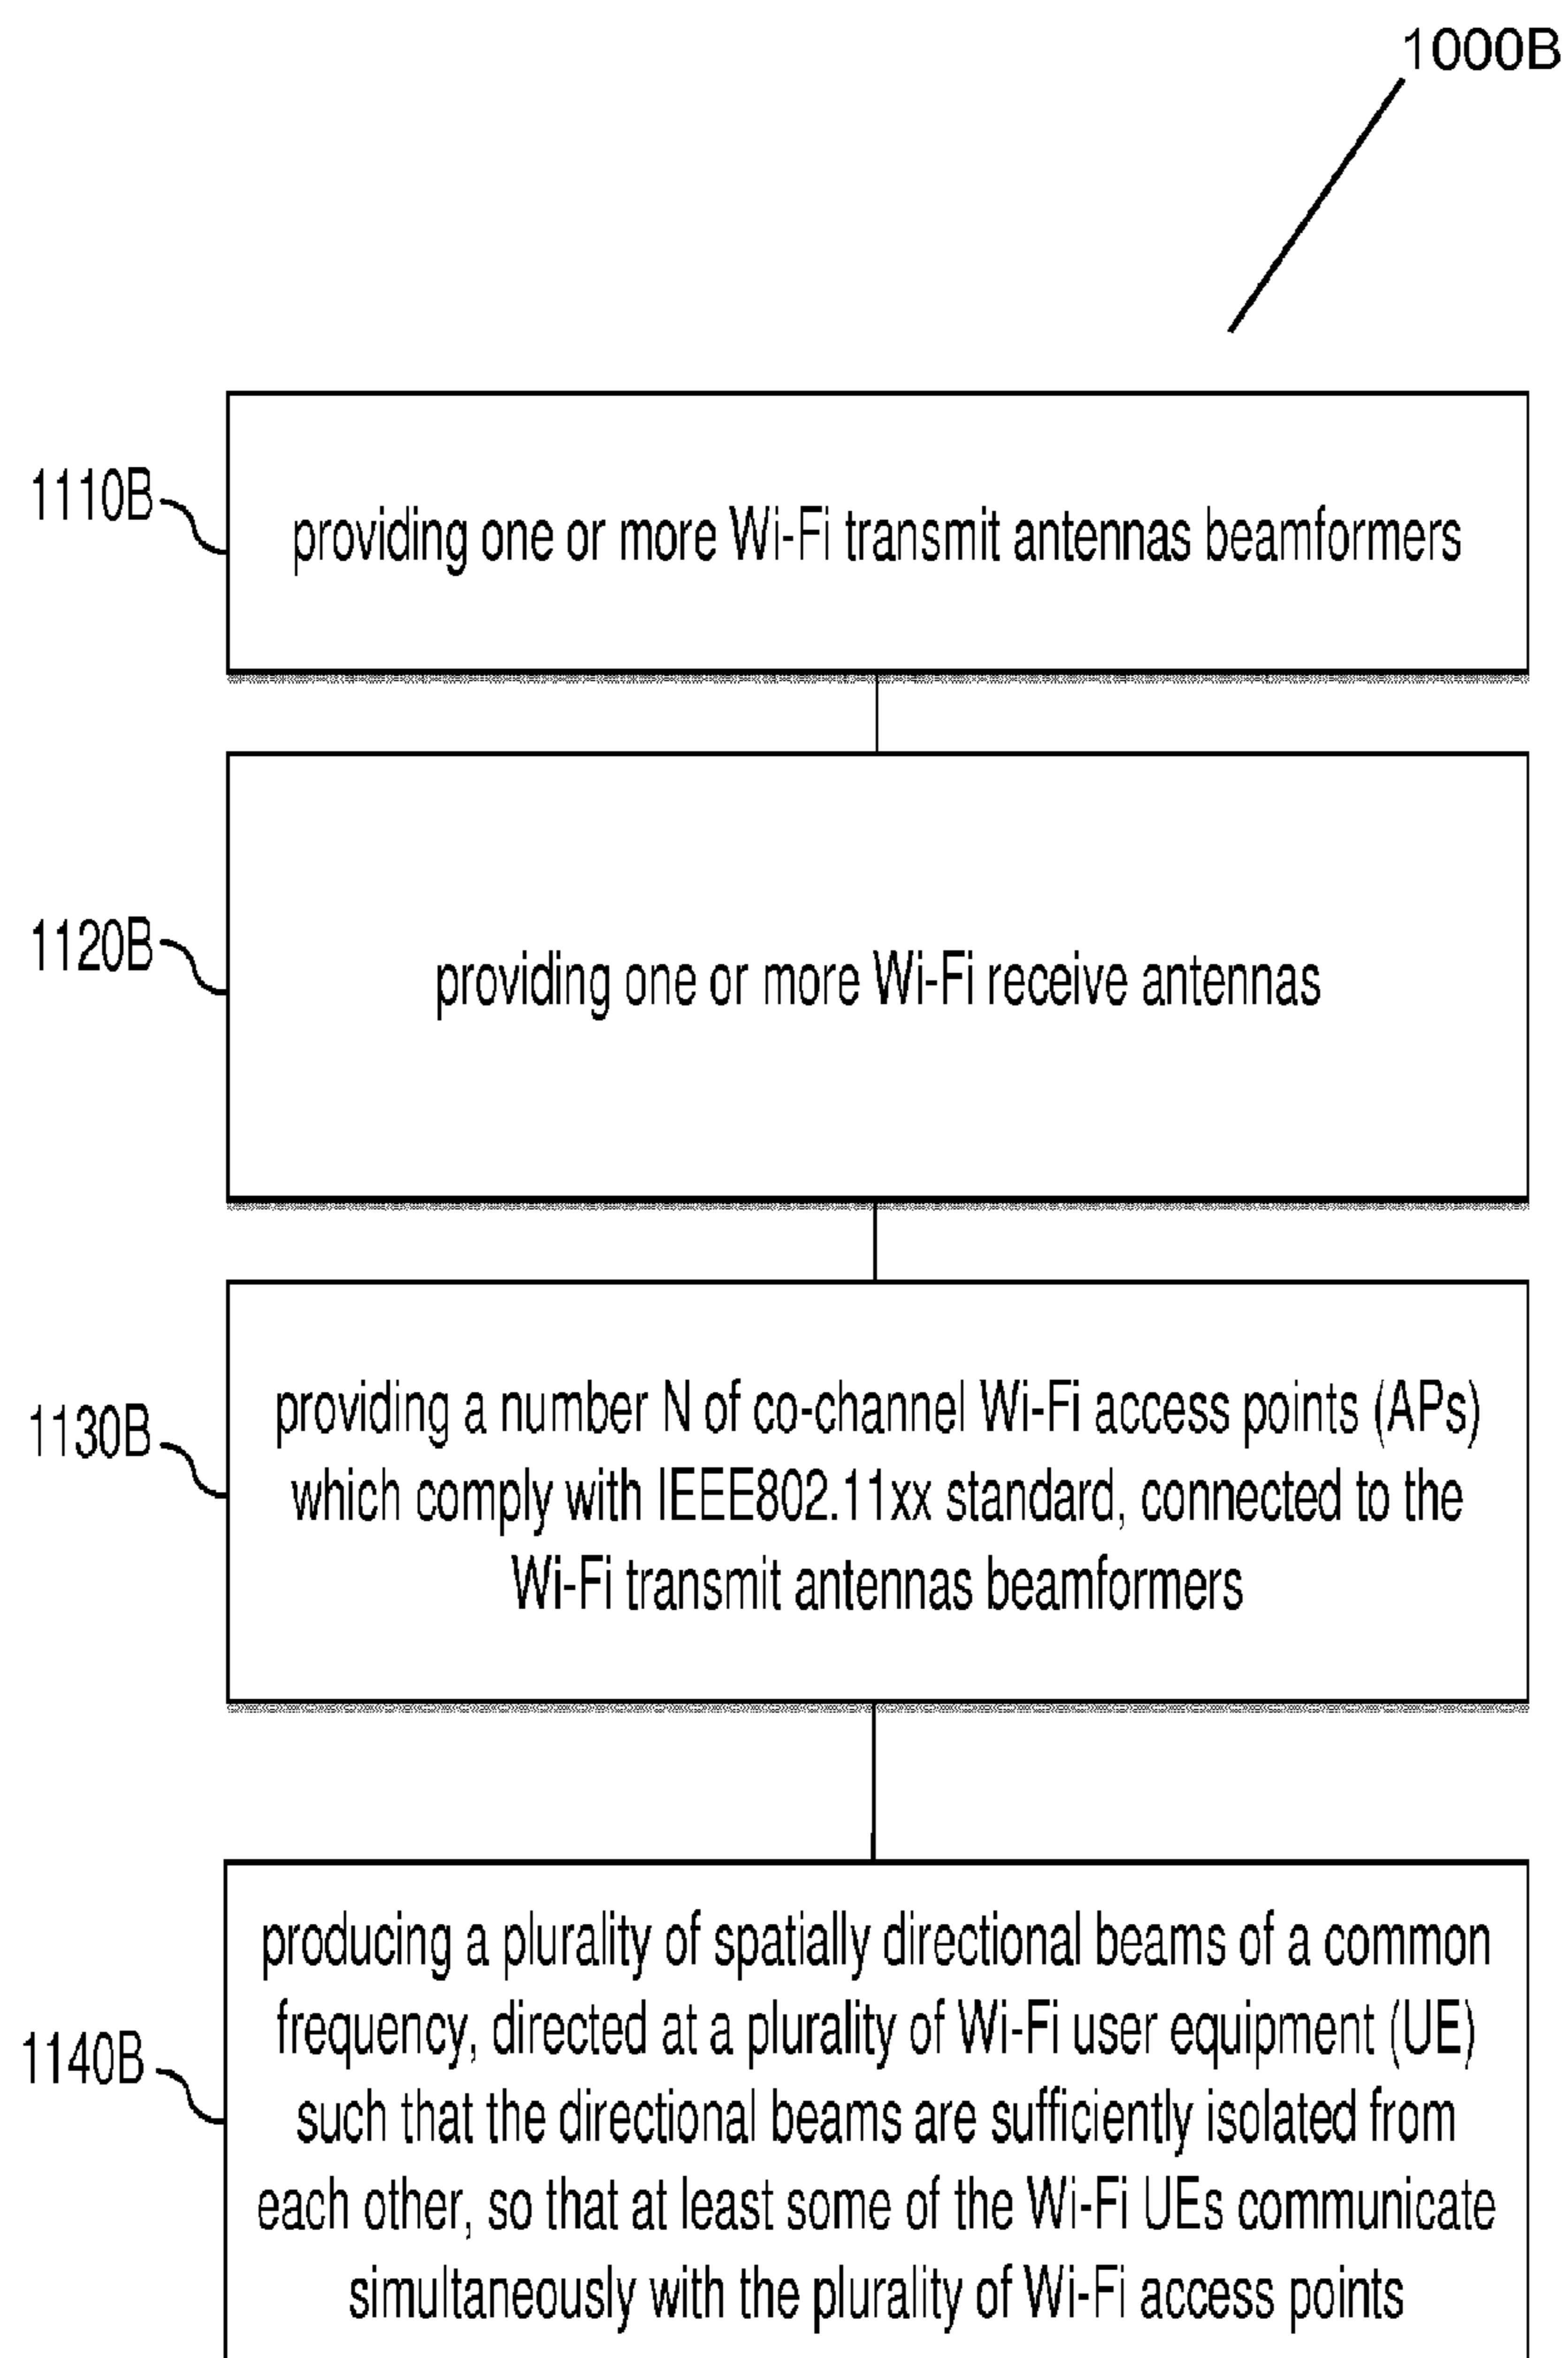 1000B
1110B
providing one or more Wi-Fi transmit antennas beamformers
1120B
providing one or more Wi-Fi receive antennas
1130B
providing a number N of co-channel Wi-Fi access points (APs)
which comply with IEEE802.11xx standard, connected to the
Wi-Fi transmit antennas beamformers
1140B
producing a plurality of spatially directional beams of a common
frequency, directed at a plurality of Wi-Fi user equipment (UE)
such that the directional beams are sufficiently isolated from
each other, so that at least some of the Wi-Fi UEs communicate
simultaneously with the plurality of Wi-Fi access points